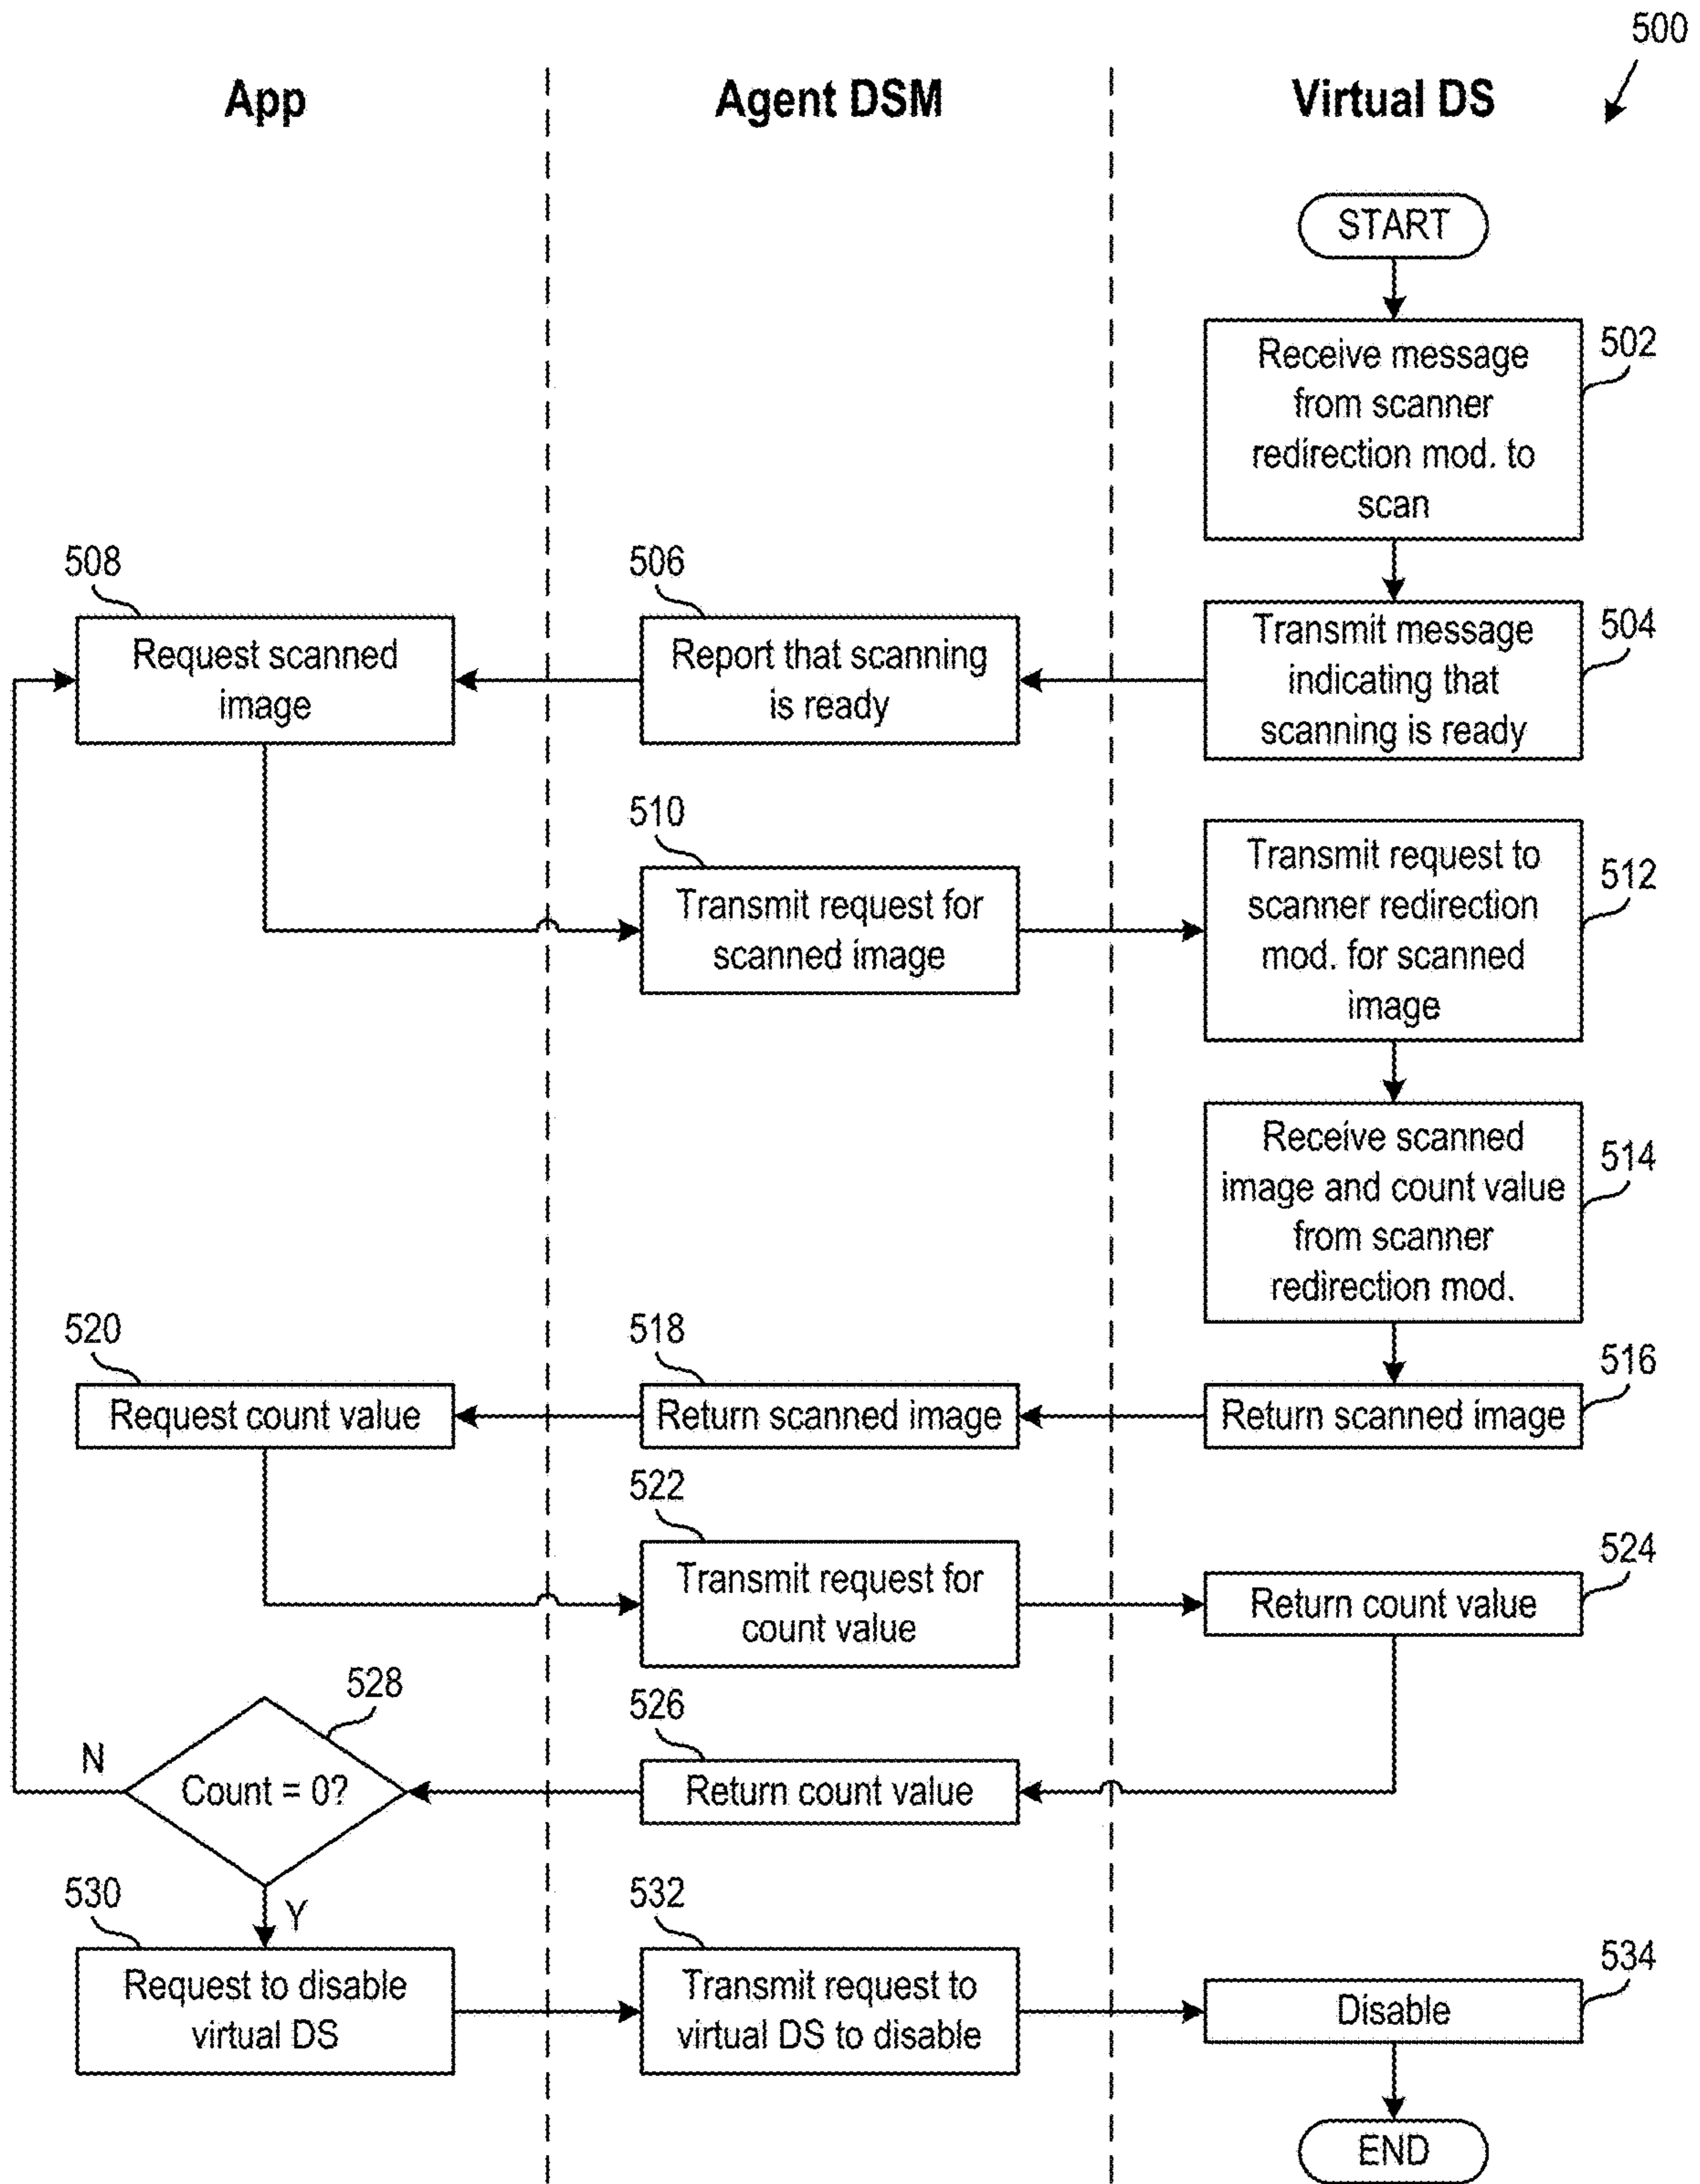 500
App
Agent DSM
Virtual DS
START
502
Receive message
from scanner
redirection mod. to
scan
508
506
504
Request scanned
image
Report that scanning
is ready
Transmit message
indicating that
scanning is ready
510
512
Transmit request for
scanned image
Transmit request to
scanner redirection
mod. for scanned
image
514
Receive scanned
image and count value
from scanner
redirection mod.
520
518
516
Request count value
Return scanned image
Return scanned image
522
524
Transmit request for
count value
Return count value
528
526
N
Count = 0?
Return count value
530
Y
532
534
Request to disable
virtual DS
Transmit request to
virtual DS to disable
Disable
END